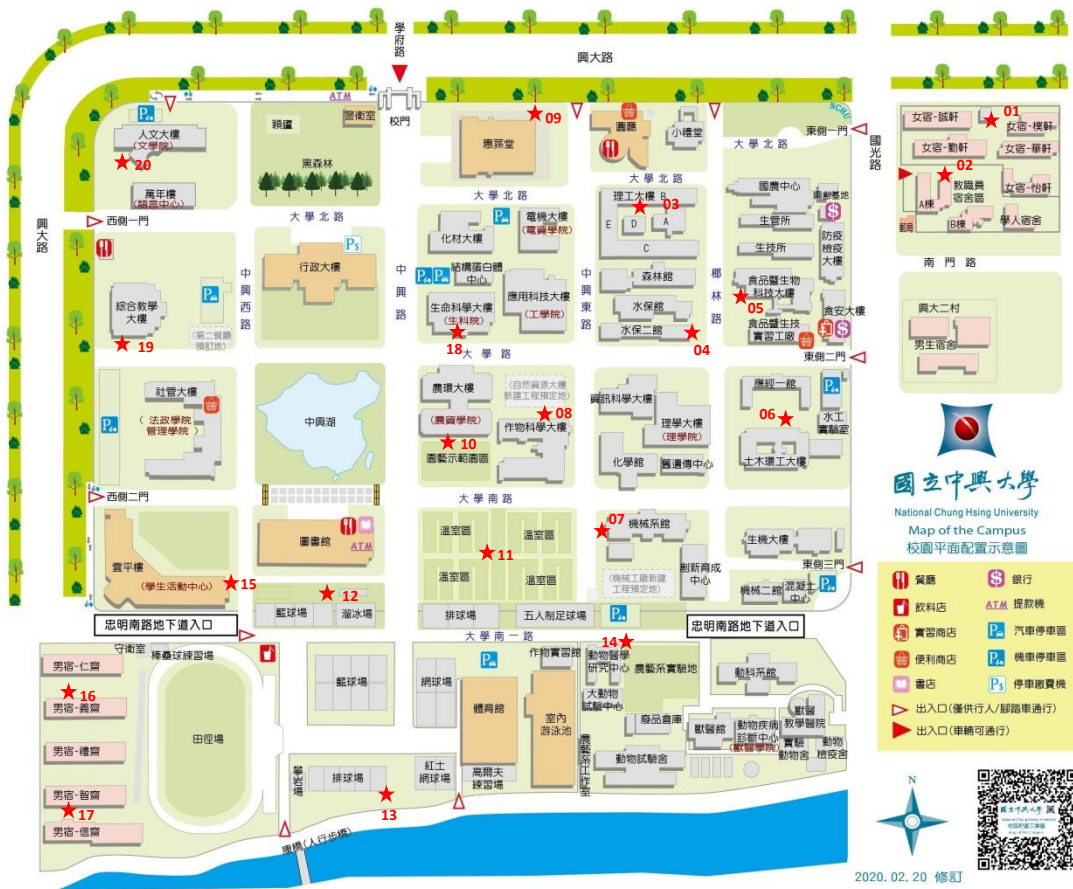 學府路
興大路
校門
ATM
警衛室
穎廬
黑森林
人文大樓
(文學院)
20
萬年樓
(語言中心)
西側一門
興大路
大學北路
惠蓀堂
09
大學北路
圓廳
小禮堂
大學北路
東側一門
NCHU
國光路
女宿-誠軒
01
女宿-樸軒
女宿-勤軒
女宿-華軒
02
女宿-怡軒
教職員
宿舍區
A棟
B棟
學人宿舍
南門路
興大二村
男生宿舍
理工大樓
B
03
A
D
E
C
國農中心
生管所
生技所
防疫
檢疫
大樓
化材大樓
電機大樓
(電資學院)
結構蛋白體
中心
應用科技大樓
(工學院)
生命科學大樓
(生科院)
18
中興路
中興東路
椰林路
中興西路
行政大樓
綜合教學
大樓
19
(第二餐廳
預訂地)
森林館
水保館
水保二館
04
食品暨生物
科技大樓
05
食品暨生技
實習工廠
食安大樓
東側二門
大學路
社管大樓
(法政學院
管理學院)
中興湖
農環大樓
(農資學院)
10
園藝示範園區
(自然資源大樓
新建工程預定地)
08
作物科學大樓
資訊科學大樓
理學大樓
(理學院)
化學館
舊遺傳中心
應經一館
06
水工
實驗室
土木環工大樓
西側二門
大學南路
雲平樓
(學生活動中心)
15
圖書館
ATM
12
籃球場
溜冰場
溫室區
溫室區
11
溫室區
溫室區
排球場
五人制足球場
07
機械系館
(機械工廠新建
工程預定地)
創新育成
中心
生機大樓
東側三門
機械二館
混凝土
中心
忠明南路地下道入口
大學南一路
忠明南路地下道入口
守衛室
棒壘球練習場
男宿-仁齋
16
男宿-義齋
男宿-禮齋
男宿-智齋
17
男宿-信齋
田徑場
籃球場
網球場
體育館
作物實習館
室內
游泳池
14
動物醫學
研究中心
大動物
試驗中心
農藝系實驗地
廢品倉庫
動科系館
獸醫館
動物疾病
診斷中心
(獸醫學院)
獸醫
教學醫院
實驗
動物舍
動物
檢疫舍
動物試驗舍
農藝系工作室
攀岩場
排球場
13
紅土
網球場
高爾夫
練習場
康橋(人行步橋)
國立中興大學
National Chung Hsing University
Map of the Campus
校園平面配置示意圖
餐廳
飲料店
實習商店
便利商店
書店
$ 銀行
ATM 提款機
汽車停車區
機車停車區
停車繳費機
出入口(僅供行人/腳踏車通行)
出入口(車輛可通行)
N
2020.02.20 修訂